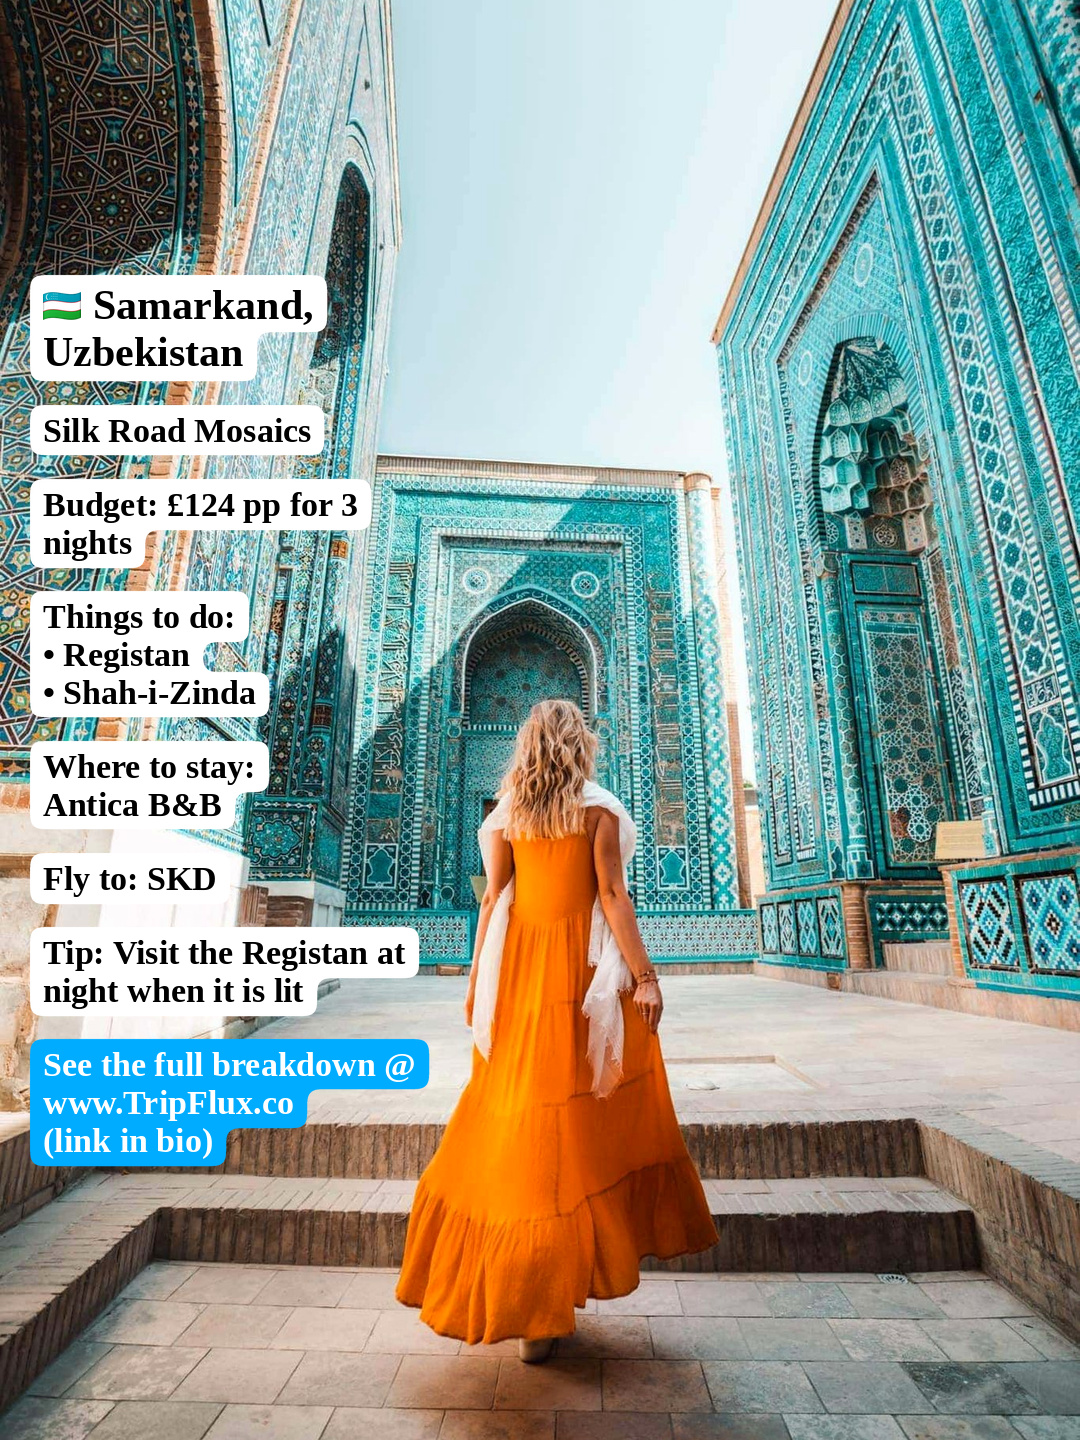 🇺🇿 Samarkand,
Uzbekistan
Silk Road Mosaics
Budget: £124 pp for 3
nights
Things to do:
• Registan
• Shah-i-Zinda
Where to stay:
Antica B&B
Fly to: SKD
Tip: Visit the Registan at
night when it is lit
See the full breakdown @
www.TripFlux.co
(link in bio)